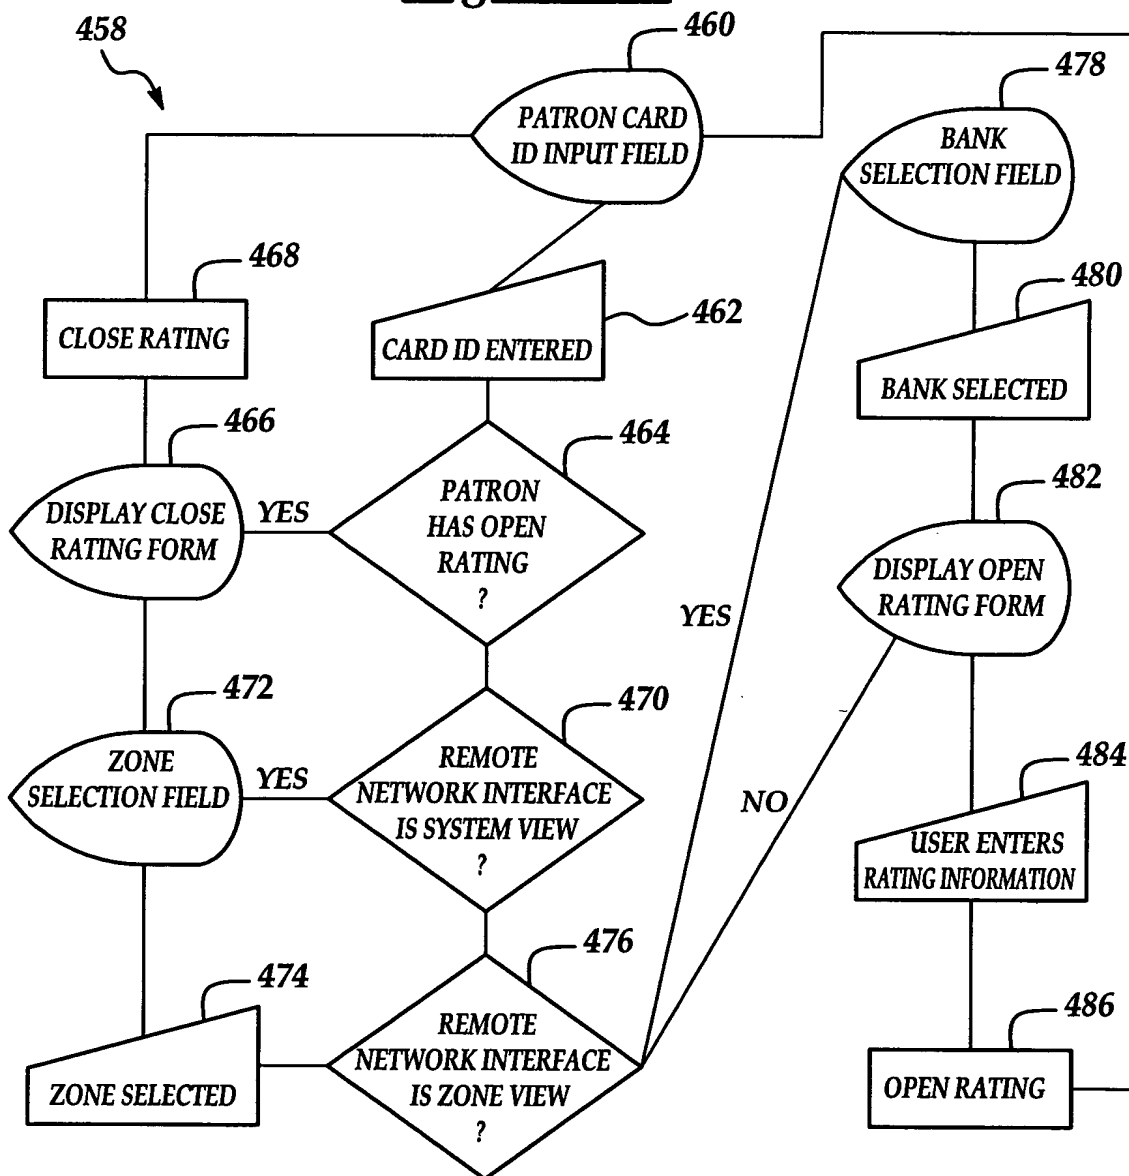 458
460
PATRON CARD
ID INPUT FIELD
478
BANK
SELECTION FIELD
468
CLOSE RATING
462
CARD ID ENTERED
480
BANK SELECTED
466
DISPLAY CLOSE
RATING FORM
YES
464
PATRON
HAS OPEN
RATING
?
482
DISPLAY OPEN
RATING FORM
YES
472
ZONE
SELECTION FIELD
YES
470
REMOTE
NETWORK INTERFACE
IS SYSTEM VIEW
?
NO
484
USER ENTERS
RATING INFORMATION
474
ZONE SELECTED
476
REMOTE
NETWORK INTERFACE
IS ZONE VIEW
?
486
OPEN RATING